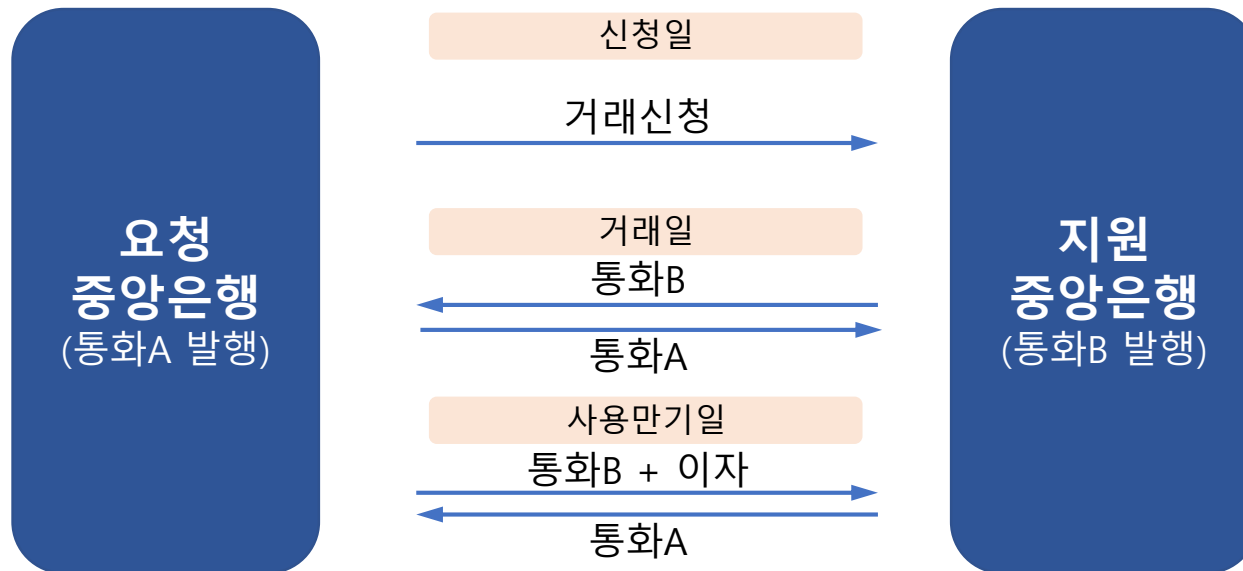 신청일
거래신청
요청
중앙은행
(통화A 발행)
거래일
통화B
통화A
사용만기일
통화B + 이자
통화A
지원
중앙은행
(통화B 발행)